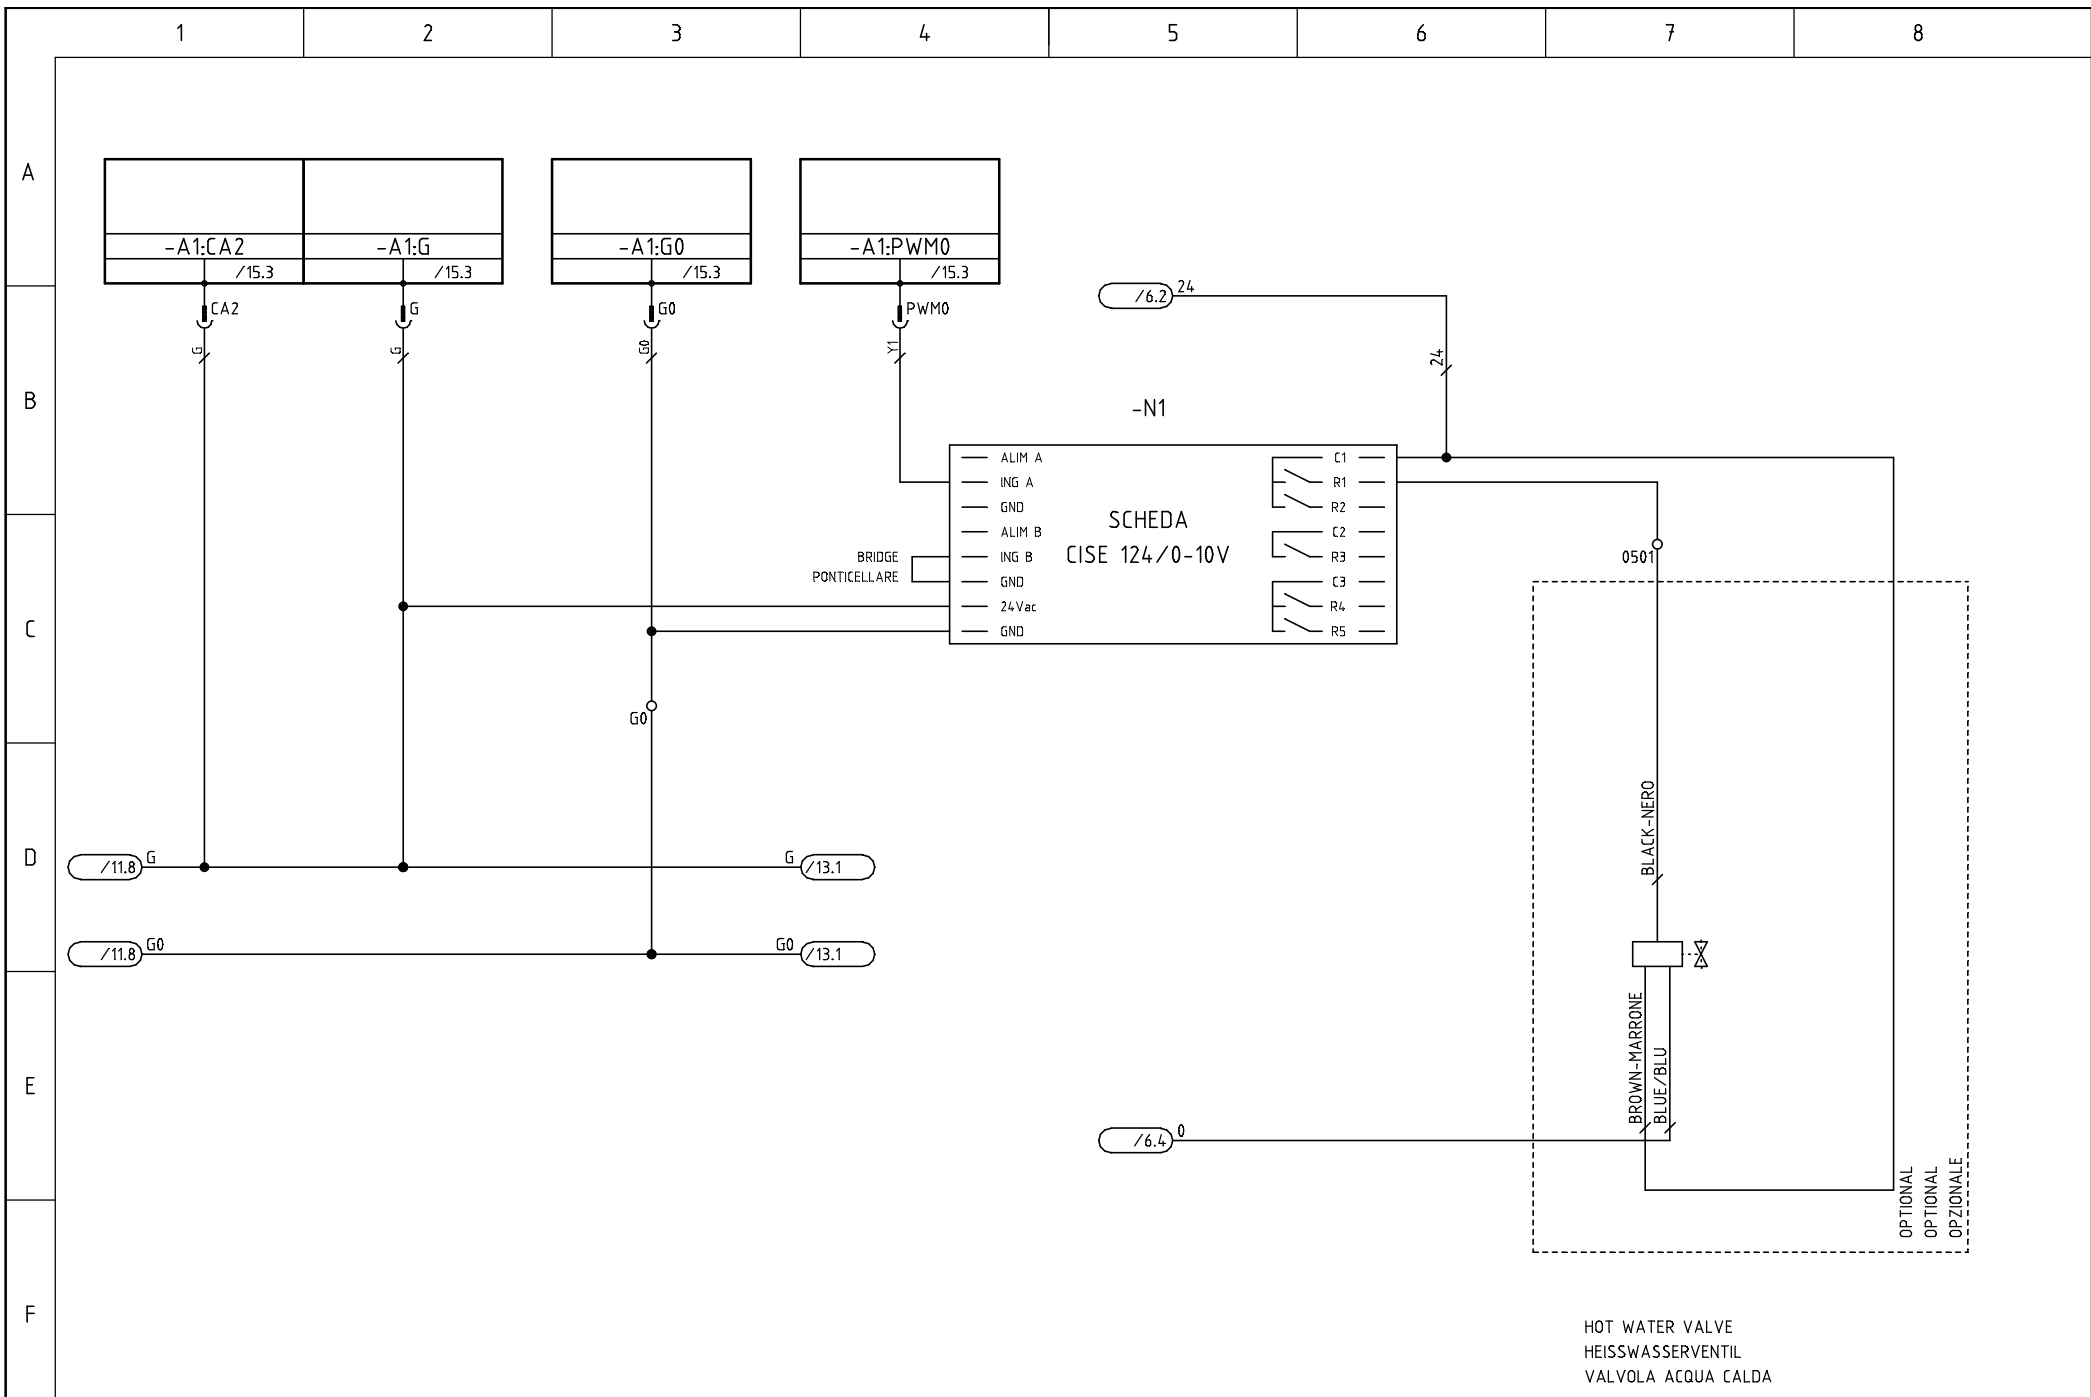 1 2 3 4 5 6 7 8
A
-A1:CA2 -A1:G -A1:G0 -A1:PWM0
/15.3 /15.3 /15.3 /15.3
CA2 G G0 PWM0
/6.2 24
G G G0 Y1 24
B
-N1
ALIM A C1
ING A R1
GND R2
SCHEDA
ALIM B C2
BRIDGE ING B CISE 124/0-10V R3 0501
PONTICELLARE GND C3
24Vac R4
GND R5
C
G0
BLACK-NERO
D
/11.8 G G /13.1
/11.8 G0 G0 /13.1
BROWN-MARRONE
BLUE/BLU
E
/6.4 0
OPTIONAL
OPTIONAL
OPZIONALE
F
HOT WATER VALVE
HEISSWASSERVENTIL
VALVOLA ACQUA CALDA